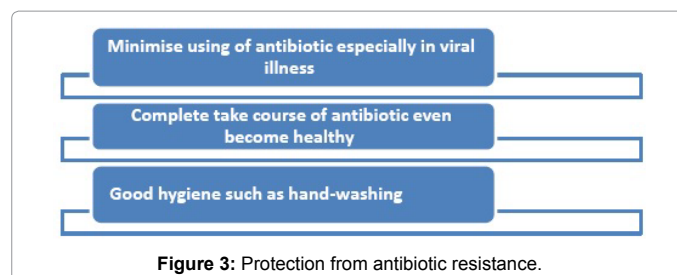 Minimise using of antibiotic especially in viral
illness
Complete take course of antibiotic even
become healthy
Good hygiene such as hand-washing
Figure 3: Protection from antibiotic resistance.